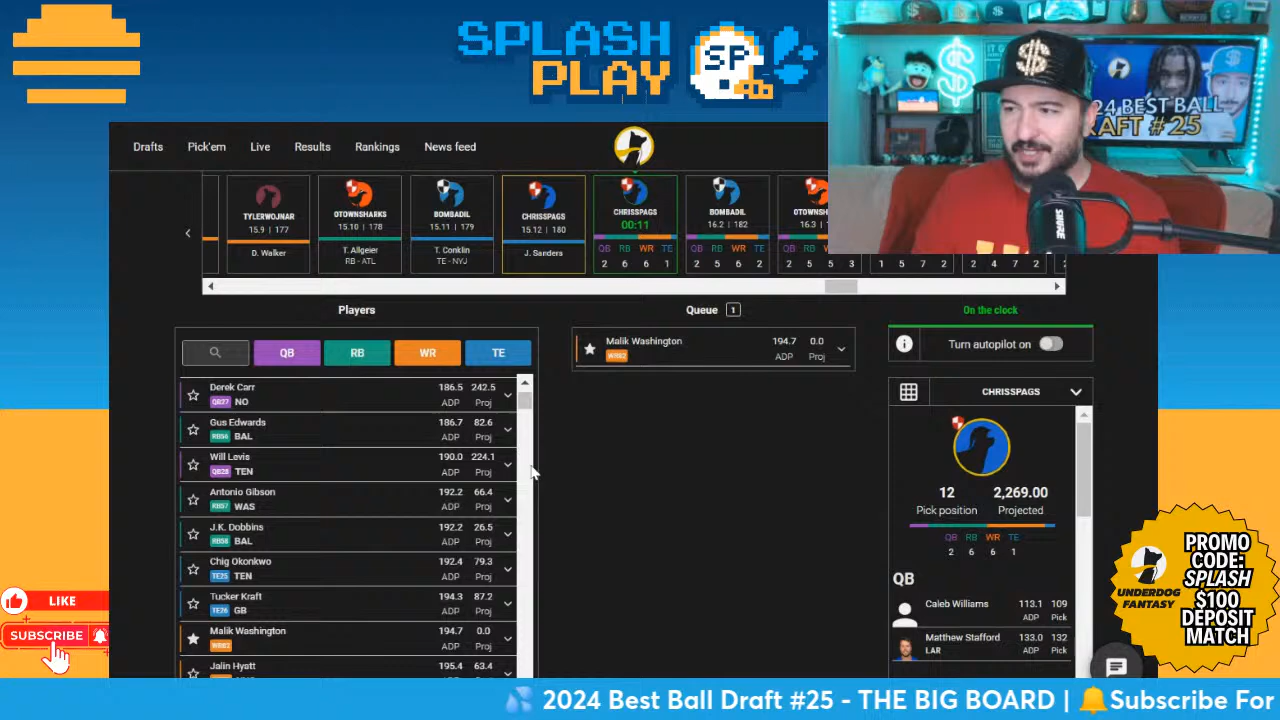 SPLASH
PLAY
SP
24 BEST BALL
DRAFT # 25
Drafts Pick'em Live Results Rankings News feed
TYLERWOJNAR
15.9 | 177
D. Walker
OTOWNSHARKS
15.10 | 178
T. Allgeier
RB - ATL
BOMBADIL
15.11 | 179
T. Conklin
TE - NYJ
CHRISSPAGS
15.12 | 180
J. Sanders
CHRISSPAGS
00:11
QB RB WR TE
2 6 6 1
BOMBADIL
16.2 | 182
QB RB WR TE
2 5 6 2
OTOWNS
16.3 |
QB RB WR TE
2 5 5 3
1 5 7 2
2 4 7 2
Players
QB RB WR TE
Derek Carr 186.5 242.5
QB27 NO ADP Proj
Gus Edwards 186.7 82.6
RB56 BAL ADP Proj
Will Levis 190.0 224.1
QB28 TEN ADP Proj
Antonio Gibson 192.2 66.4
RB57 WAS ADP Proj
J.K. Dobbins 192.2 26.5
RB58 BAL ADP Proj
Chig Okonkwo 192.4 79.3
TE25 TEN ADP Proj
Tucker Kraft 194.3 87.2
TE26 GB ADP Proj
Malik Washington 194.7 0.0
WR82 ADP Proj
Jalin Hyatt 195.4 63.4
Queue 1
Malik Washington 194.7 0.0
WR82 ADP Proj
On the clock
Turn autopilot on
CHRISSPAGS
12 2,269.00
Pick position Projected
QB RB WR TE
2 6 6 1
QB
Caleb Williams 113.1 109
ADP Pick
Matthew Stafford 133.0 132
LAR ADP Pick
LIKE
SUBSCRIBE
UNDERDOG
FANTASY
PROMO
CODE:
SPLASH
$100
DEPOSIT
MATCH
2024 Best Ball Draft #25 - THE BIG BOARD | Subscribe For